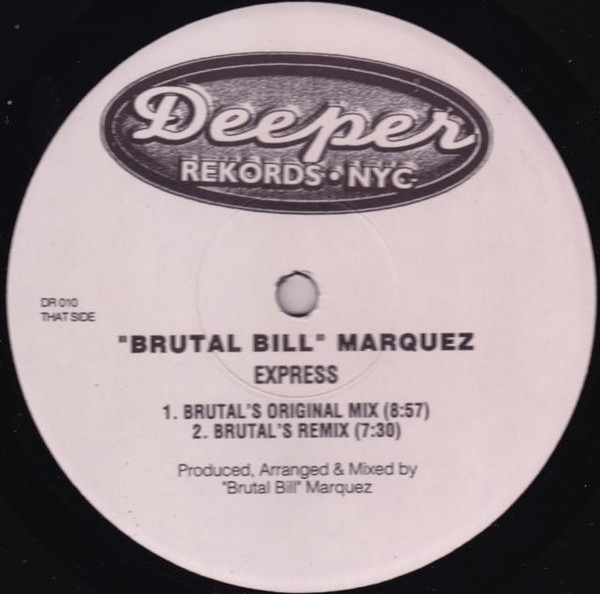 Deeper
REKORDS • NYC
DR 010
THAT SIDE
"BRUTAL BILL" MARQUEZ
EXPRESS
1. BRUTAL'S ORIGINAL MIX (8:57)
2. BRUTAL'S REMIX (7:30)
Produced, Arranged & Mixed by
"Brutal Bill" Marquez